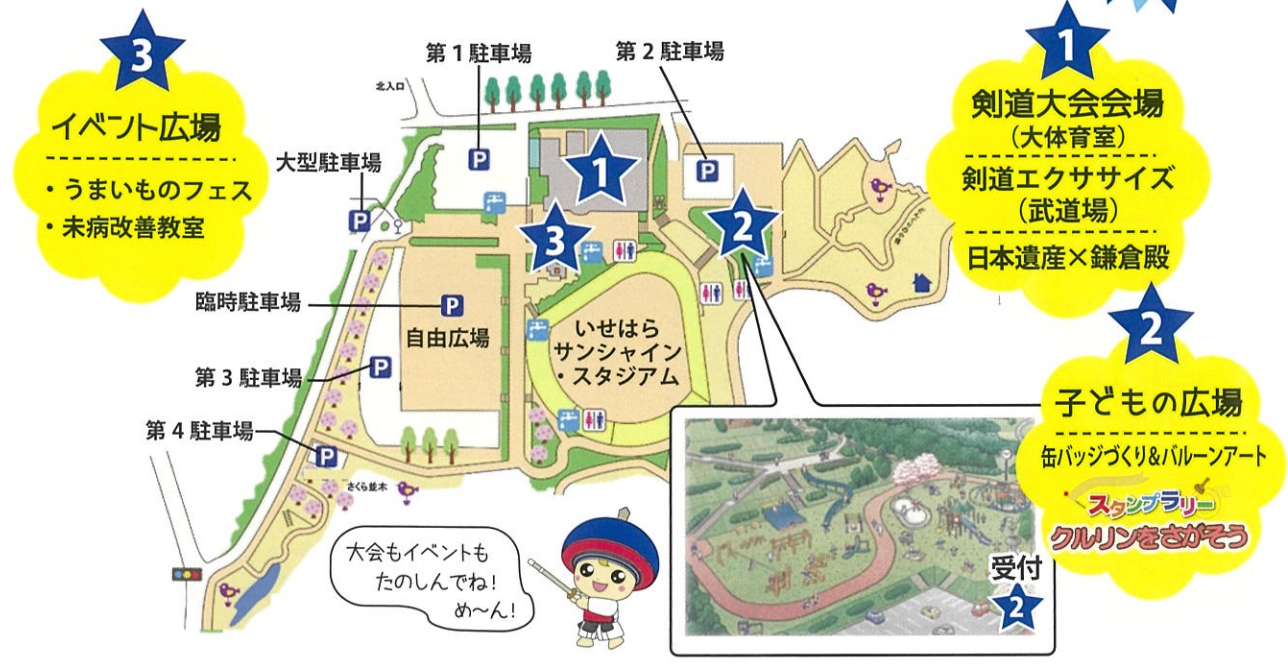 3
イベント広場
・うまいものフェス
・未病改善教室
第1駐車場
第2駐車場
北入口
大型駐車場
P
P
P
1
3
2
臨時駐車場
P
自由広場
いせはら
サンシャイン
・スタジアム
第3駐車場
P
第4駐車場
P
さくら並木
大会もイベントも
たのしんでね!
め〜ん!
1
剣道大会会場
(大体育室)
剣道エクササイズ
(武道場)
日本遺産×鎌倉殿
2
子どもの広場
缶バッジづくり&バルーンアート
スタンプラリー
クルリンをさがそう
受付
2